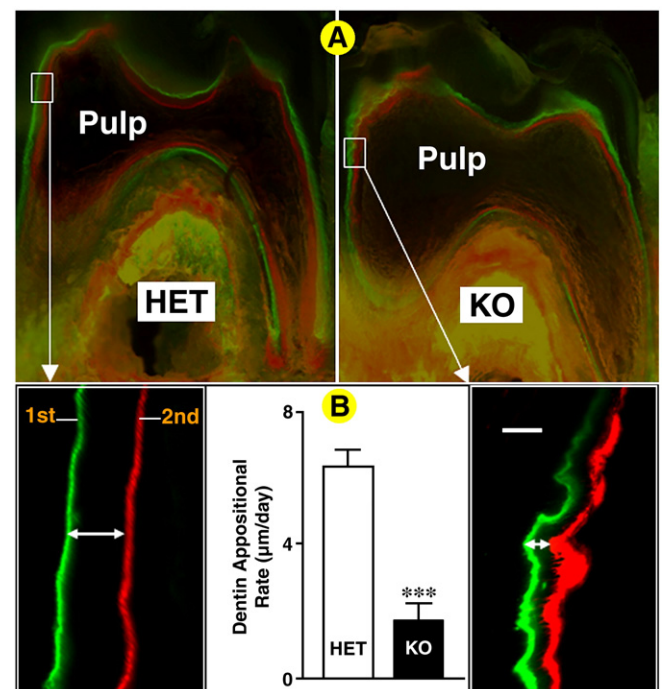 A
Pulp
Pulp
HET
KO
1st
2nd
B
8
4
0
Dentin Appositional
Rate (µm/day)
HET
KO
***